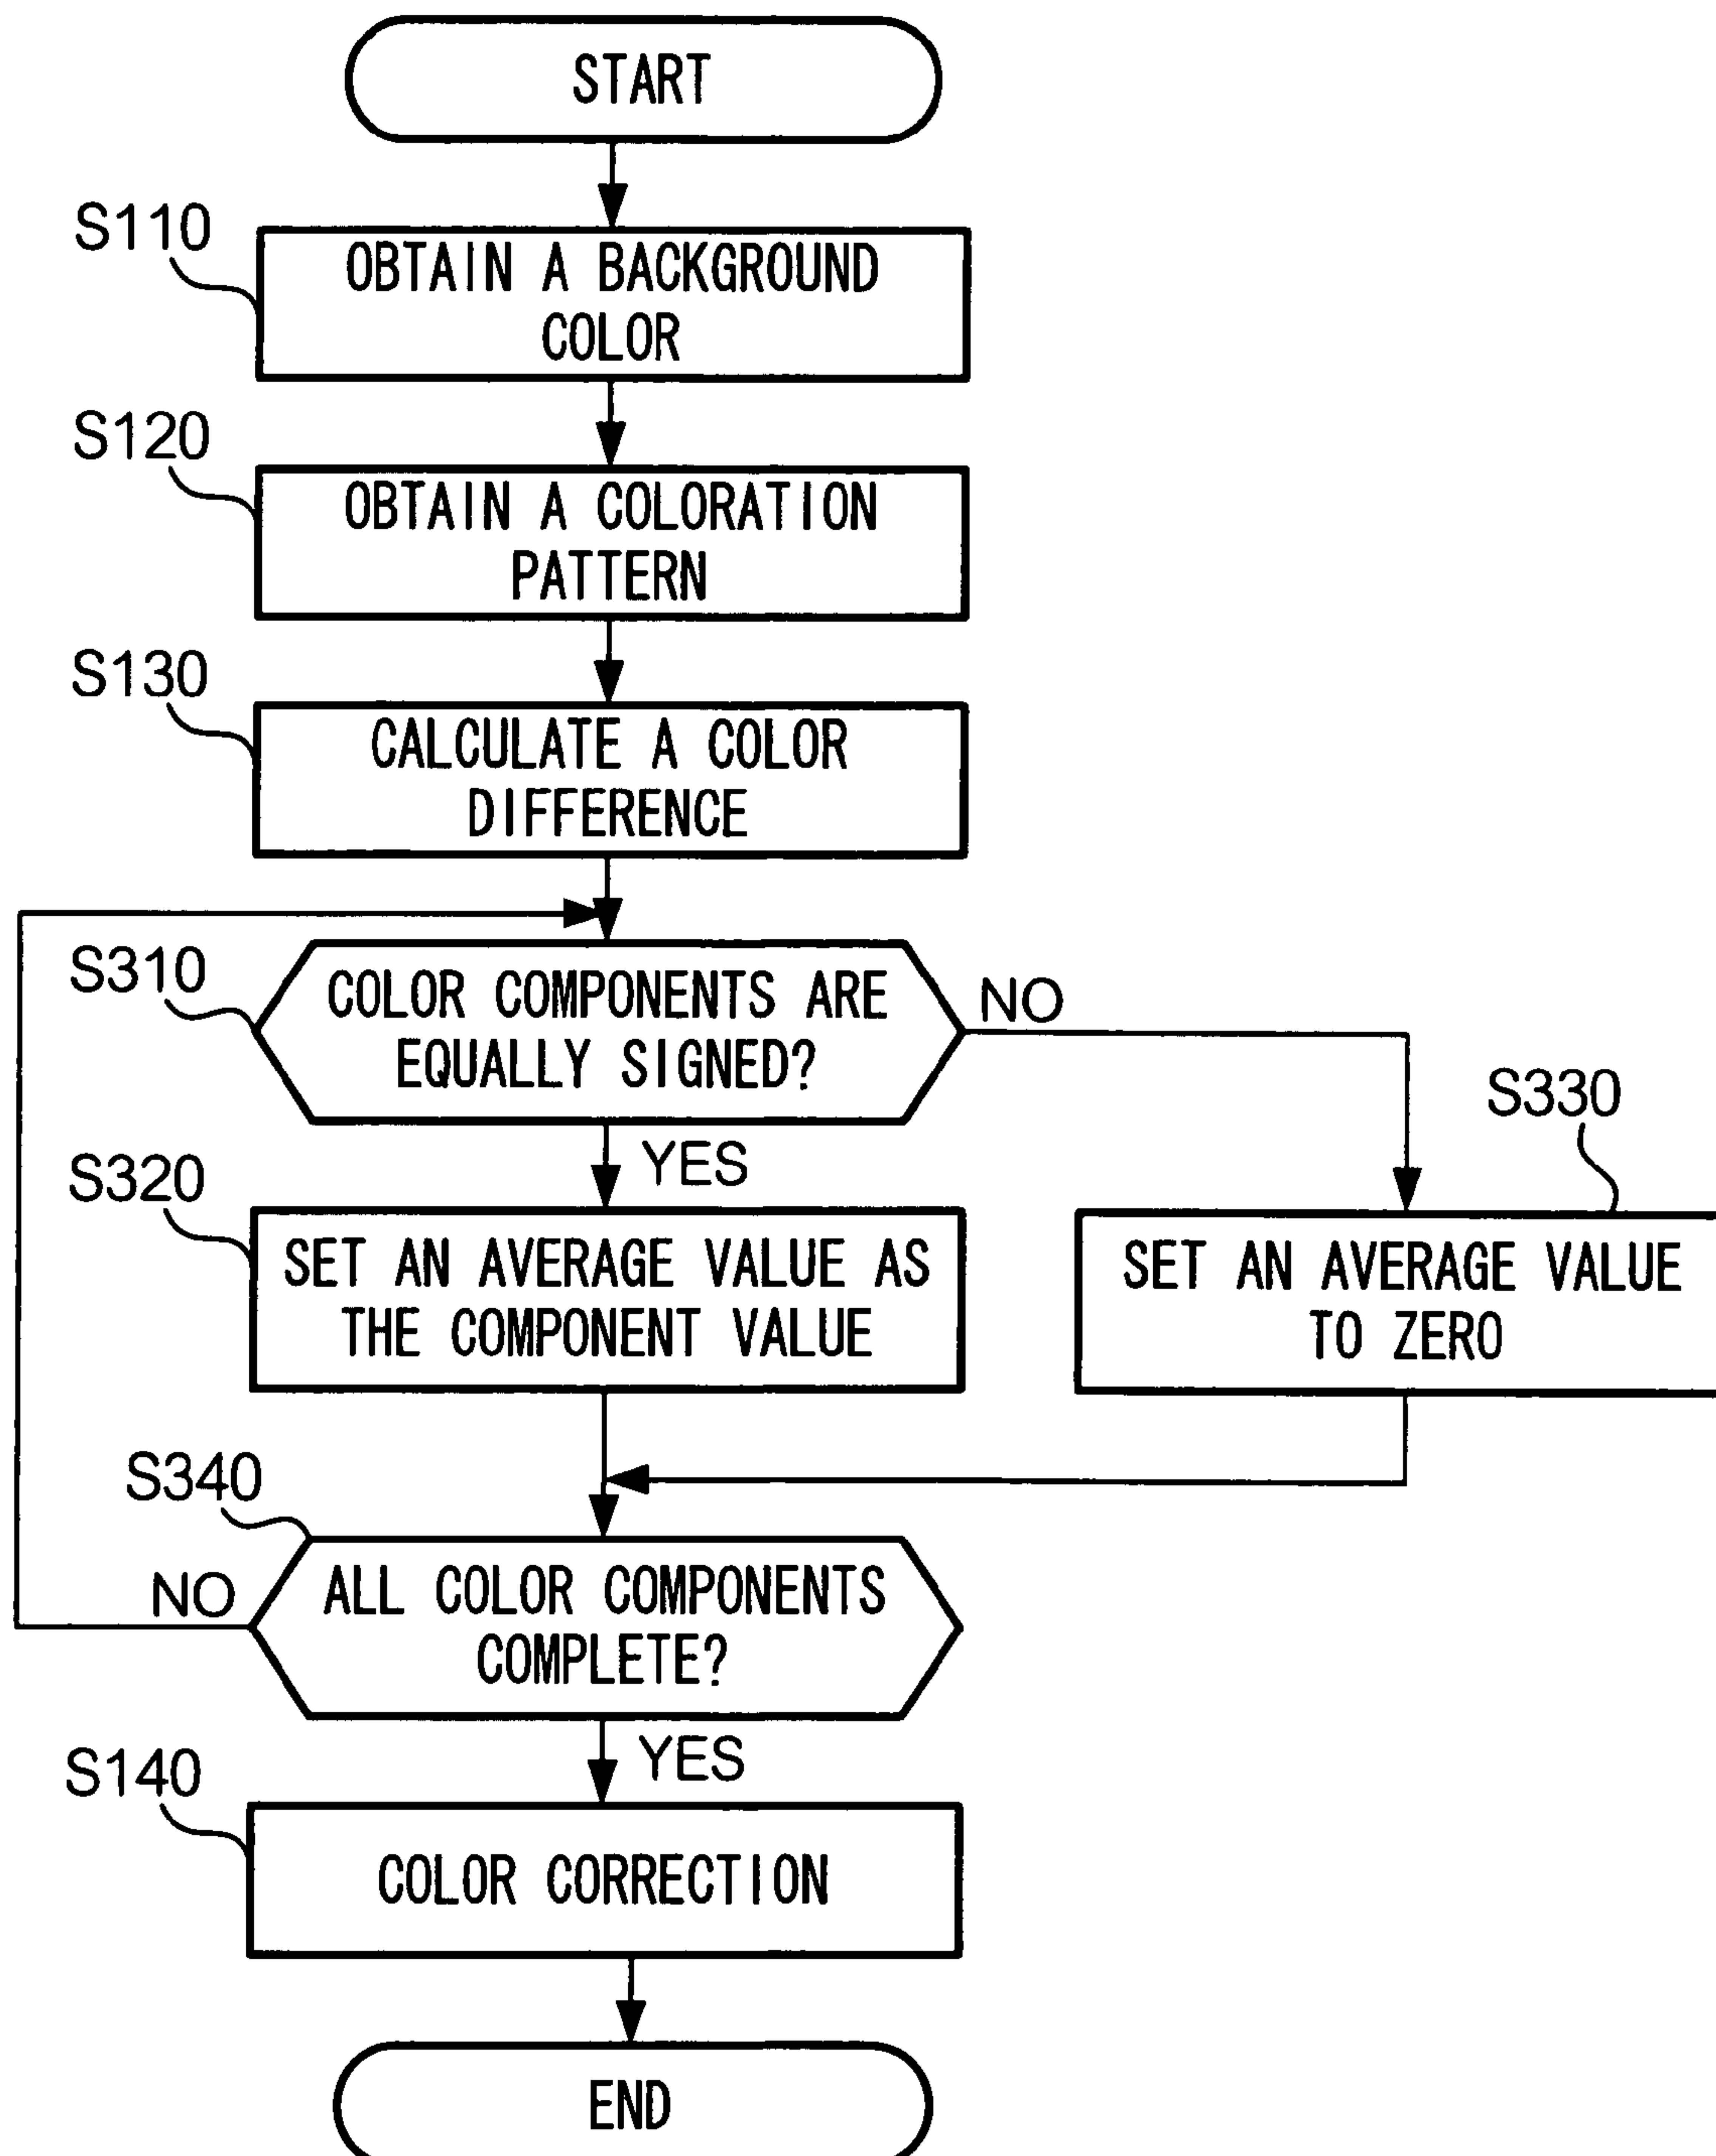 START
S110
OBTAIN A BACKGROUND
COLOR
S120
OBTAIN A COLORATION
PATTERN
S130
CALCULATE A COLOR
DIFFERENCE
S310
COLOR COMPONENTS ARE
EQUALLY SIGNED?
NO
YES
S320
SET AN AVERAGE VALUE AS
THE COMPONENT VALUE
S330
SET AN AVERAGE VALUE
TO ZERO
S340
NO
ALL COLOR COMPONENTS
COMPLETE?
YES
S140
COLOR CORRECTION
END